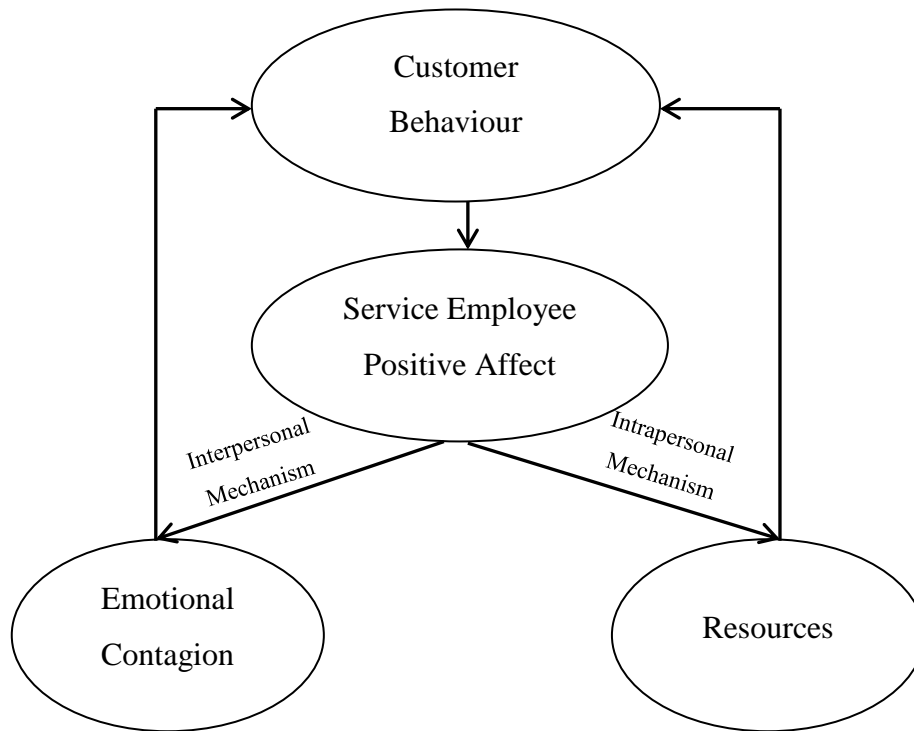 Customer
Behaviour
Service Employee
Positive Affect
Interpersonal
Mechanism
Intrapersonal
Mechanism
Emotional
Contagion
Resources